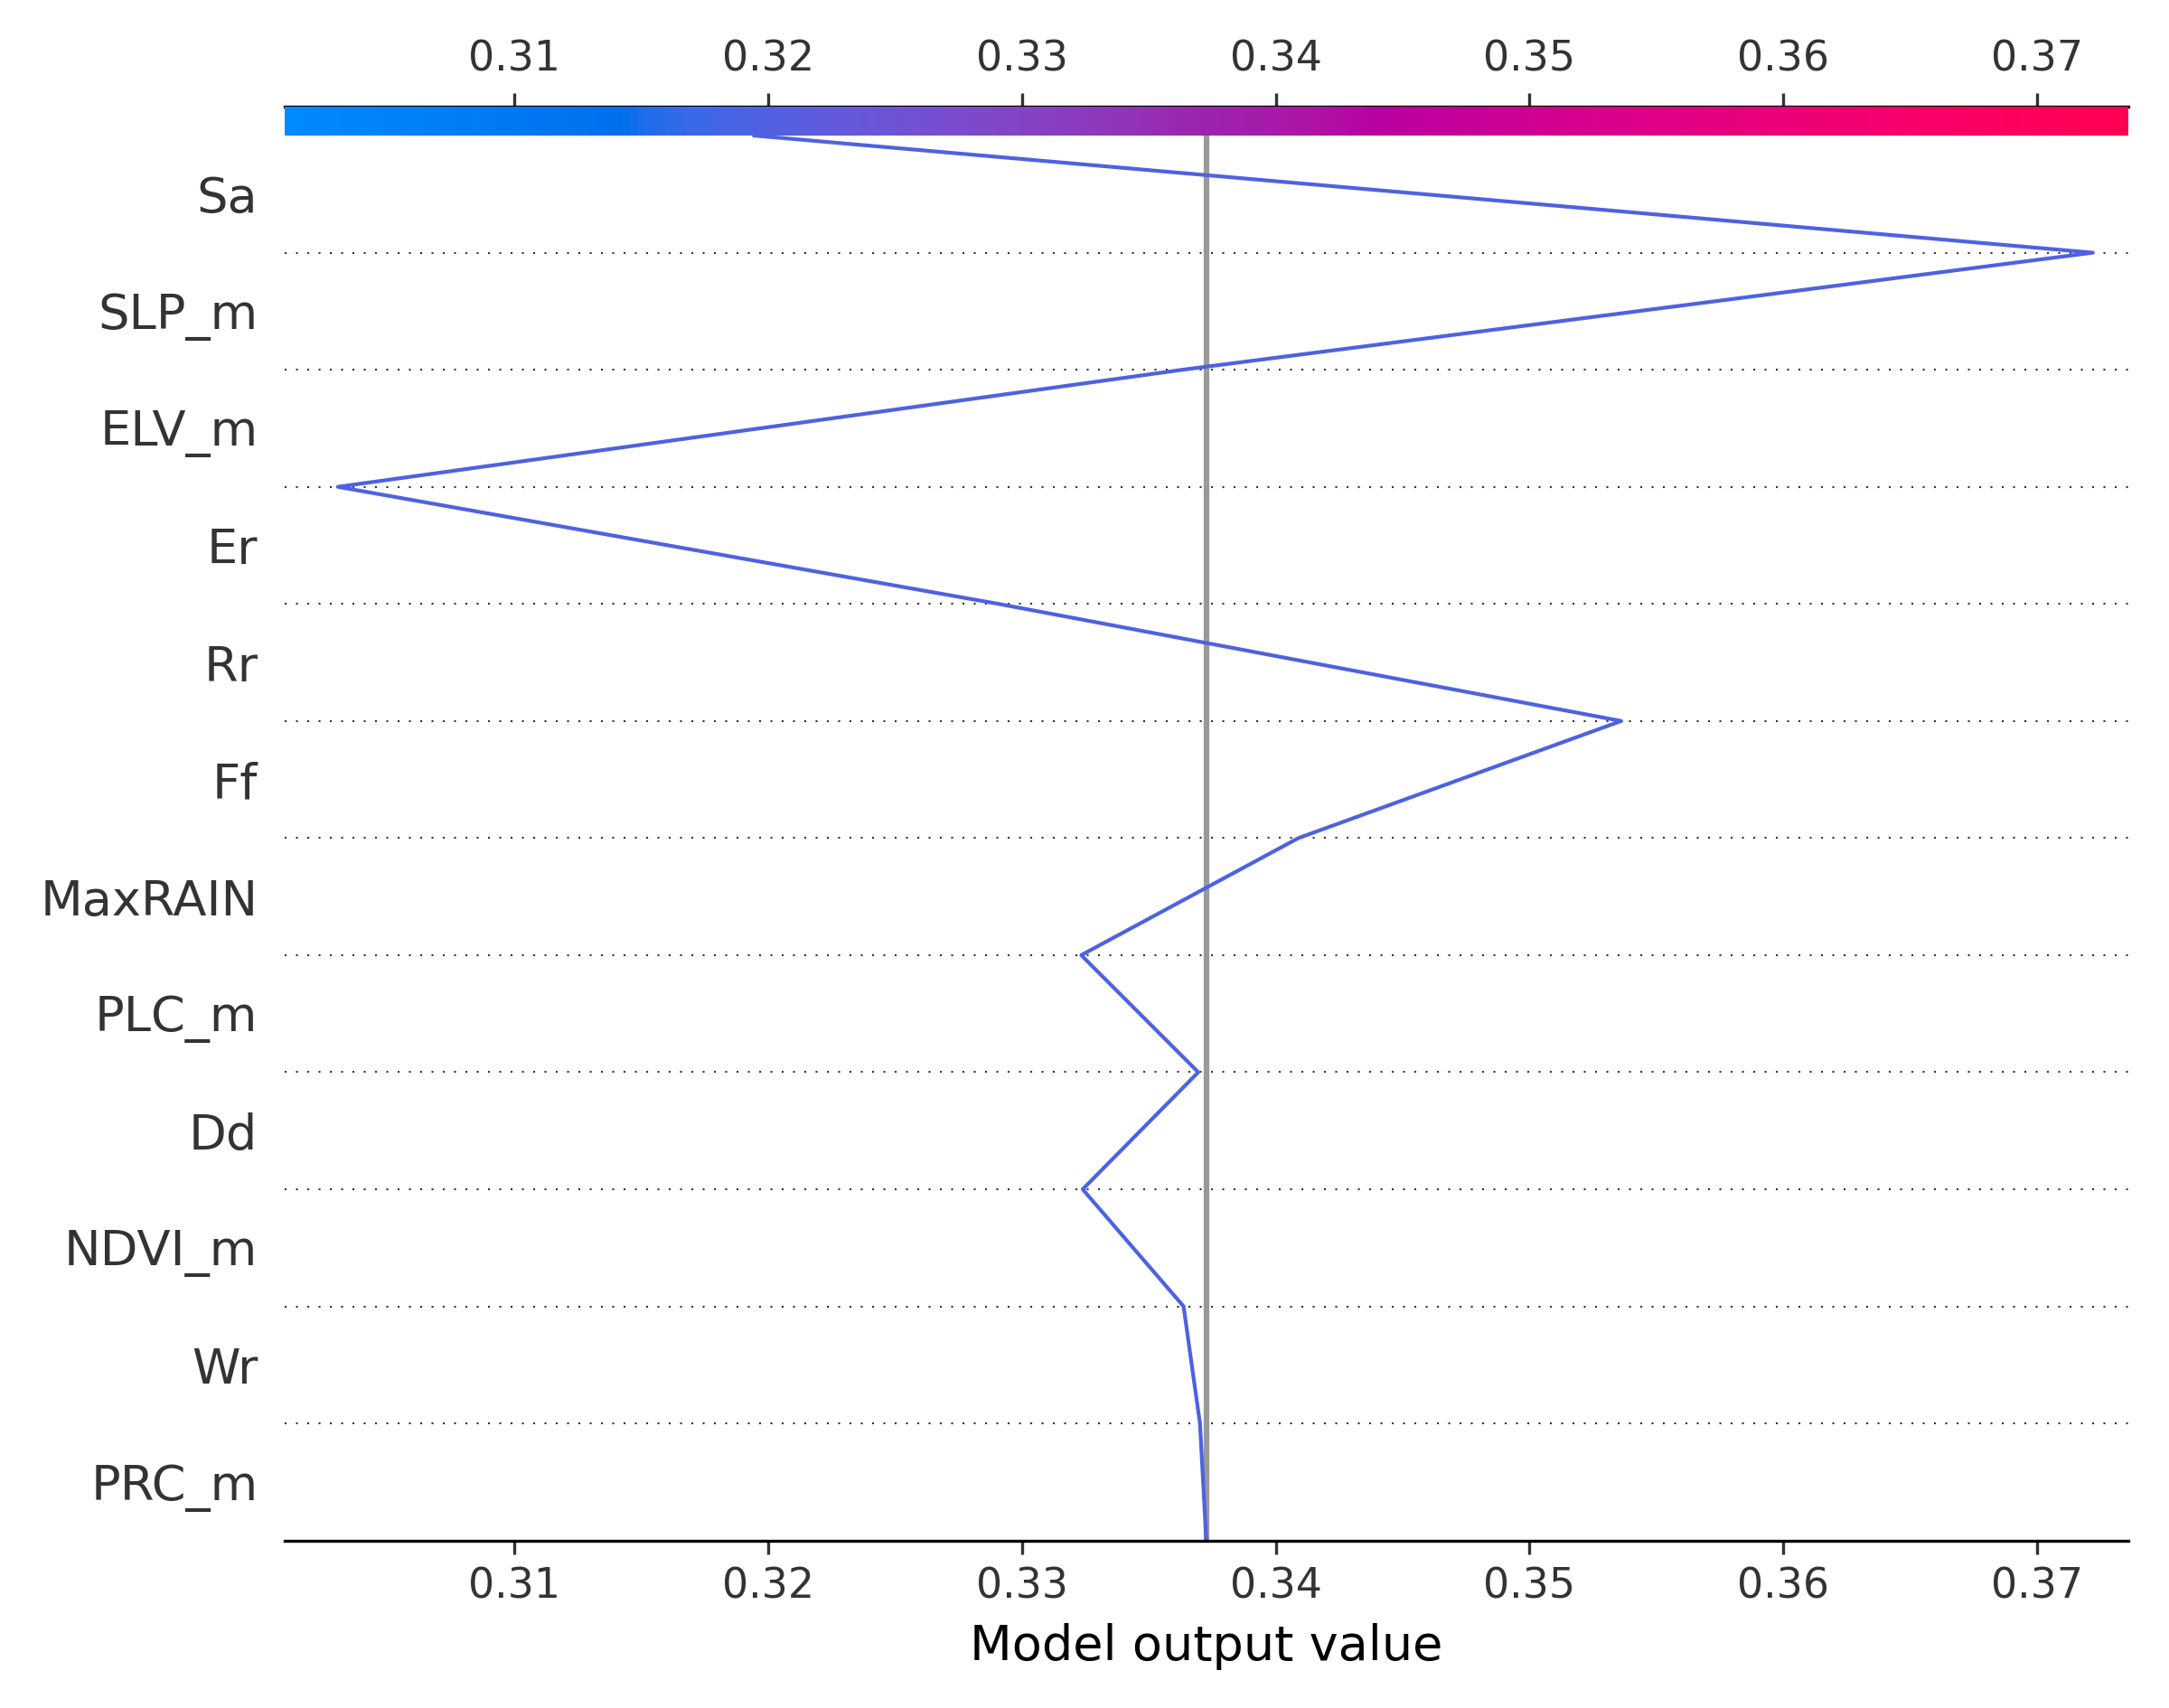 0.31 0.32 0.33 0.34 0.35 0.36 0.37
Sa
SLP_m
ELV_m
Er
Rr
Ff
MaxRAIN
PLC_m
Dd
NDVI_m
Wr
PRC_m
0.31 0.32 0.33 0.34 0.35 0.36 0.37
Model output value